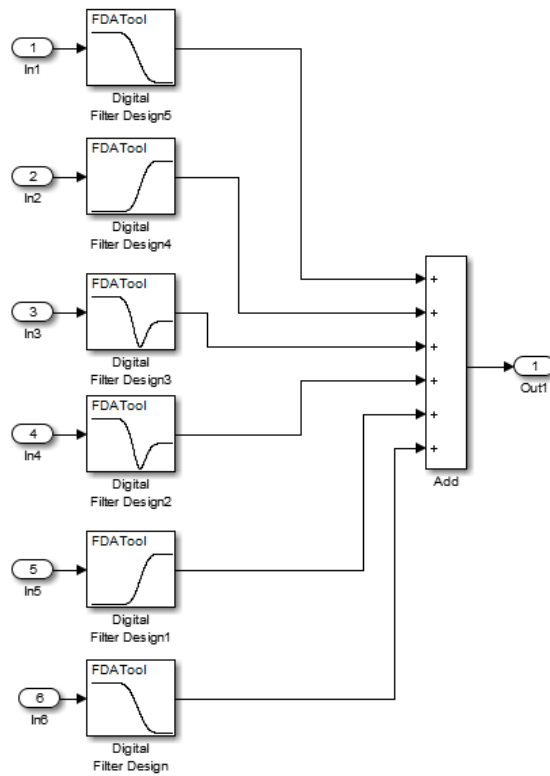 FDATool
1
In1
Digital
Filter Design5
FDATool
2
In2
Digital
Filter Design4
FDATool
3
In3
Digital
Filter Design3
FDATool
4
In4
Digital
Filter Design2
FDATool
5
In5
Digital
Filter Design1
FDATool
6
In6
Digital
Filter Design
+
+
+
+
+
+
Add
1
Out1